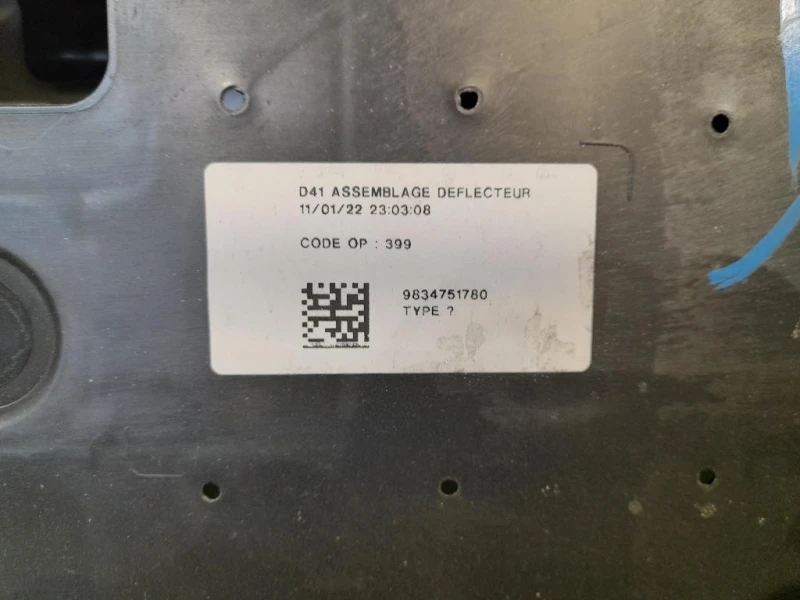 D41 ASSEMBLAGE DEFLECTEUR
11/01/22 23:03:08
CODE OP : 399
9834751780
TYPE ?